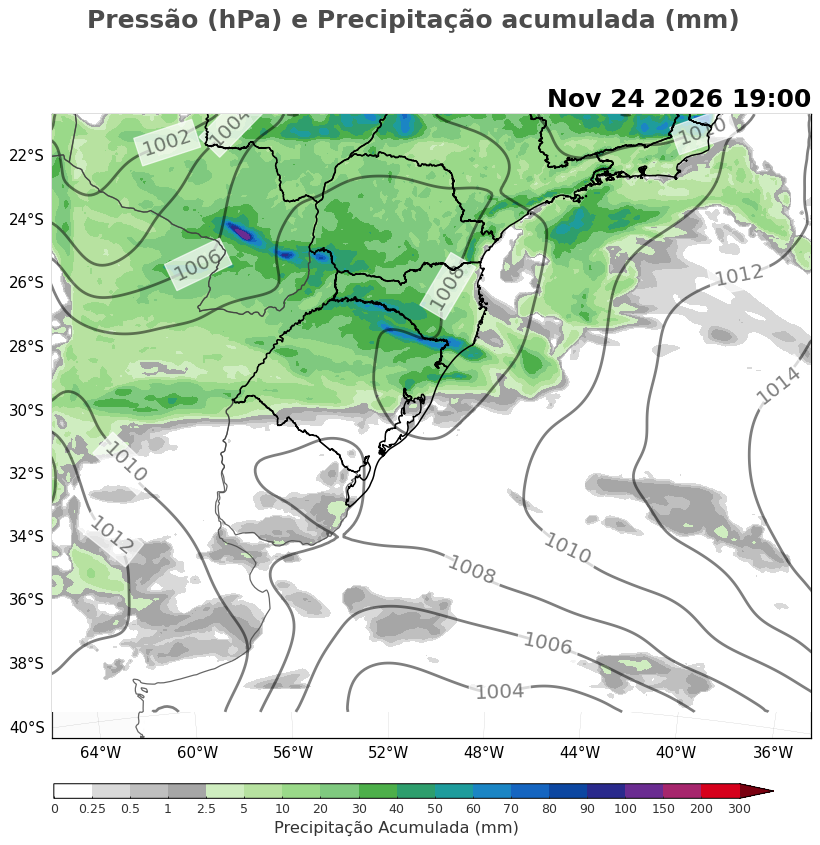 Pressão (hPa) e Precipitação acumulada (mm)
Nov 24 2026 19:00
1002
1004
1010
22°S
24°S
1006
1008
1012
26°S
28°S
1014
30°S
1010
32°S
1012
34°S
1010
1008
36°S
1006
38°S
1004
40°S
64°W 60°W 56°W 52°W 48°W 44°W 40°W 36°W
0 0.25 0.5 1 2.5 5 10 20 30 40 50 60 70 80 90 100 150 200 300
Precipitação Acumulada (mm)